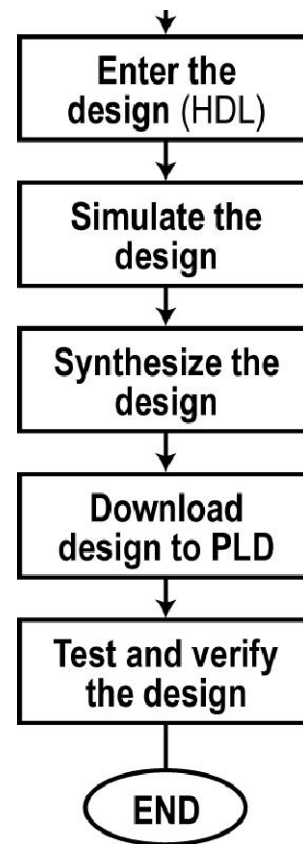 Enter the
design (HDL)
Simulate the
design
Synthesize the
design
Download
design to PLD
Test and verify
the design
END